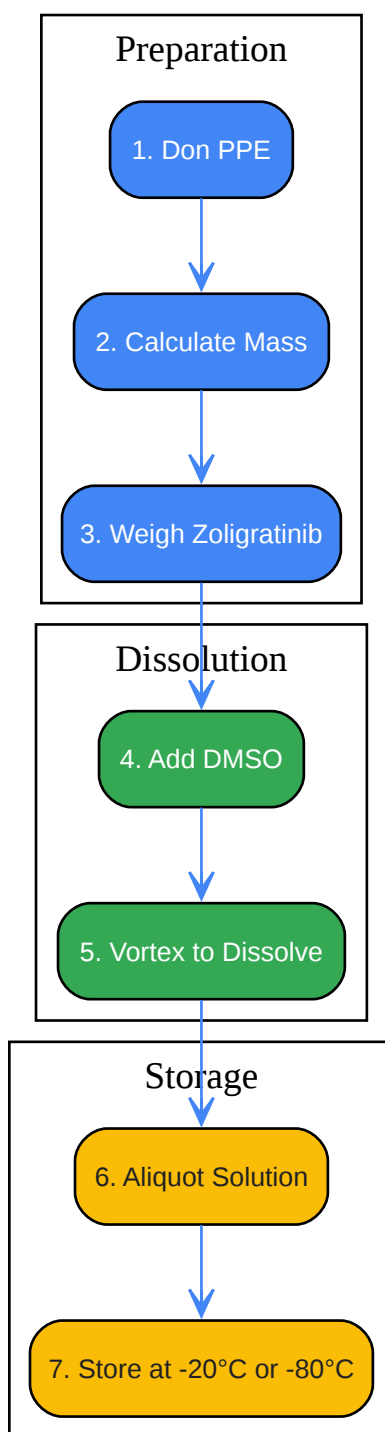 Preparation
1. Don PPE
2. Calculate Mass
3. Weigh Zoligratinib
Dissolution
4. Add DMSO
5. Vortex to Dissolve
Storage
6. Aliquot Solution
7. Store at -20°C or -80°C